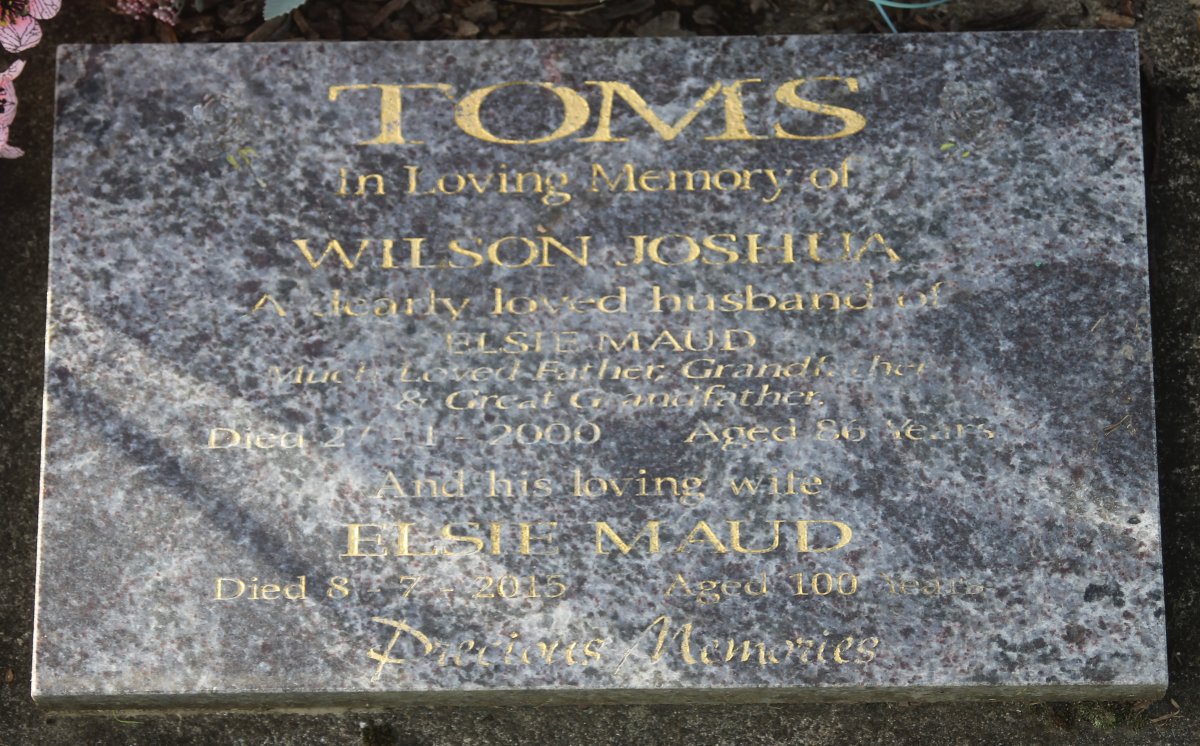 TOMS
In Loving Memory of
WILSON JOSHUA
A dearly loved husband of
ELSIE MAUD
Much Loved Father, Grandfather
& Great Grandfather.
Died 27 - 1 - 2000 Aged 86 Years
And his loving wife
ELSIE MAUD
Died 8 - 7 - 2015 Aged 100 Years
Precious Memories